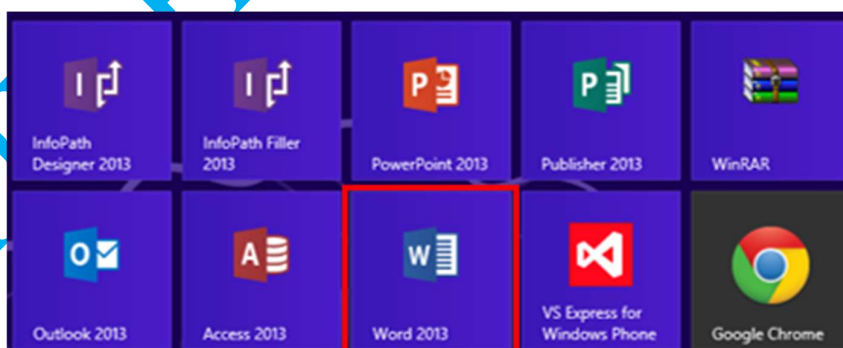 InfoPath
Designer 2013
InfoPath Filler
2013
PowerPoint 2013
Publisher 2013
WinRAR
Outlook 2013
Access 2013
Word 2013
VS Express for
Windows Phone
Google Chrome